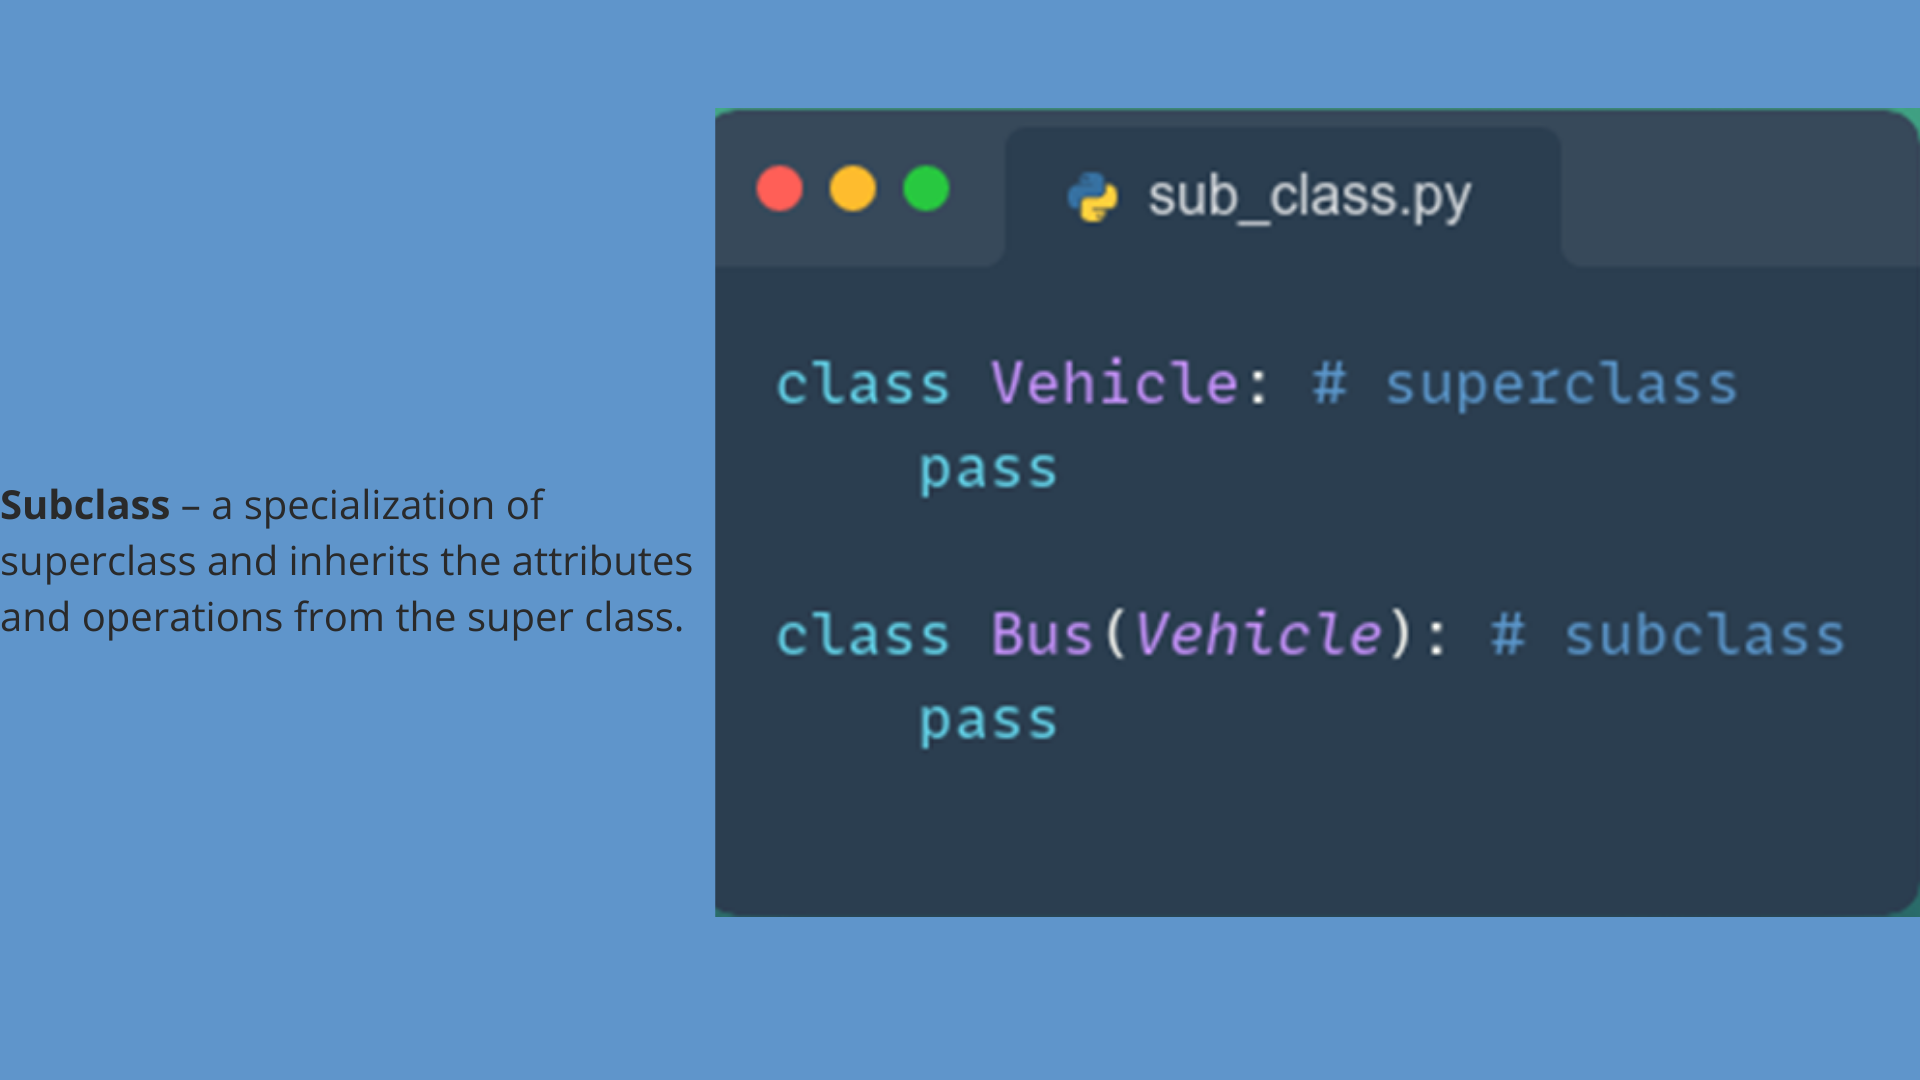 Subclass – a specialization of
superclass and inherits the attributes
and operations from the super class.
sub_class.py
class Vehicle: # superclass
    pass
class Bus(Vehicle): # subclass
    pass